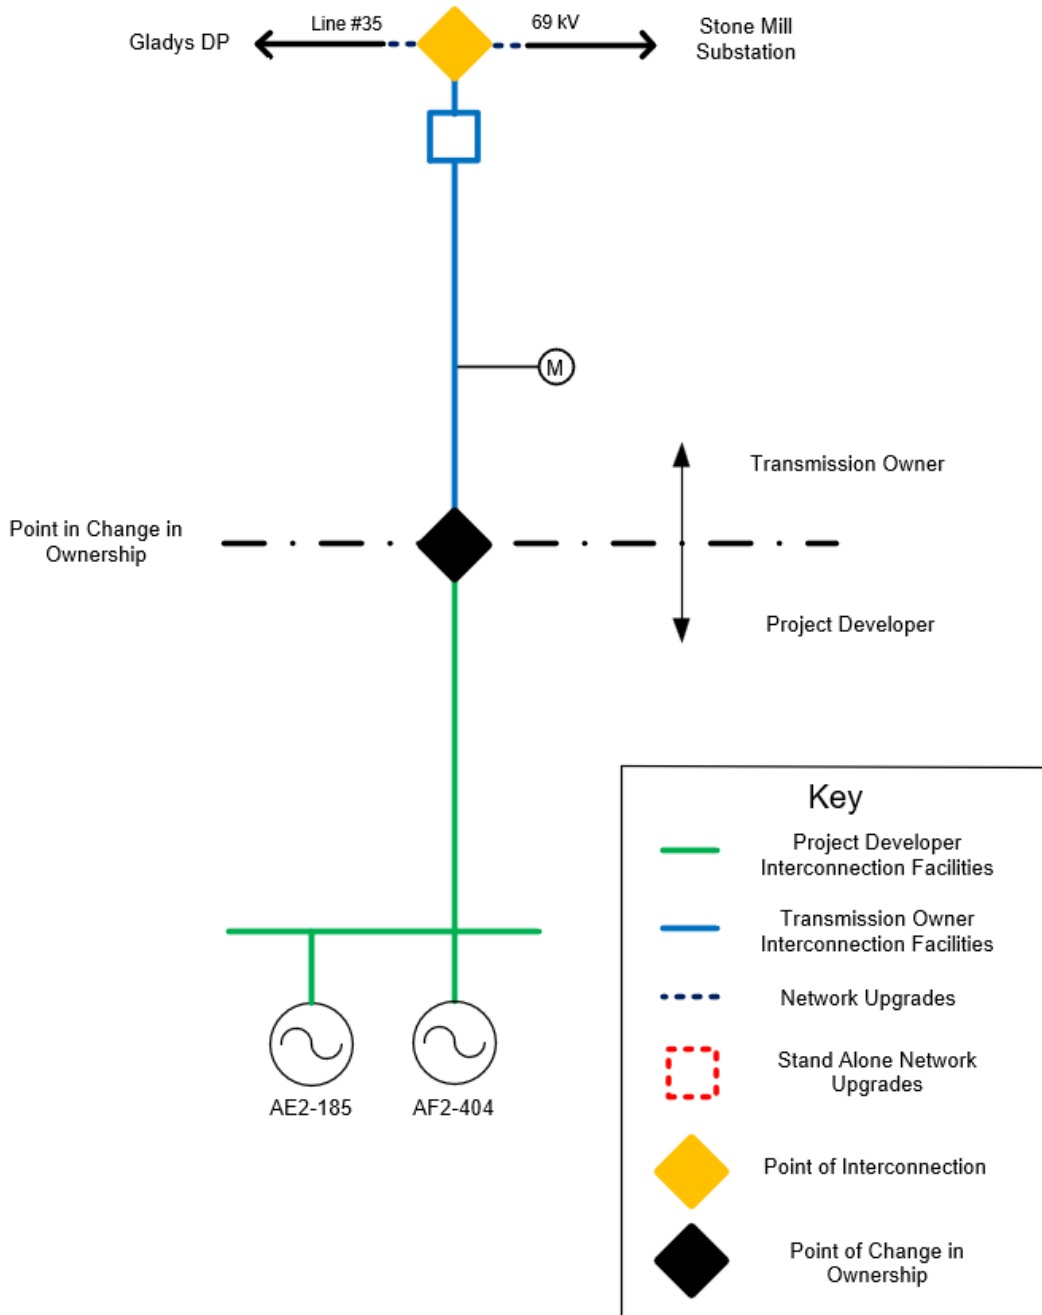 Line #35
69 kV
Gladys DP
Stone Mill
Substation
M
Transmission Owner
Point in Change in
Ownership
Project Developer
Key
Project Developer
Interconnection Facilities
Transmission Owner
Interconnection Facilities
Network Upgrades
Stand Alone Network
Upgrades
Point of Interconnection
Point of Change in
Ownership
AE2-185
AF2-404